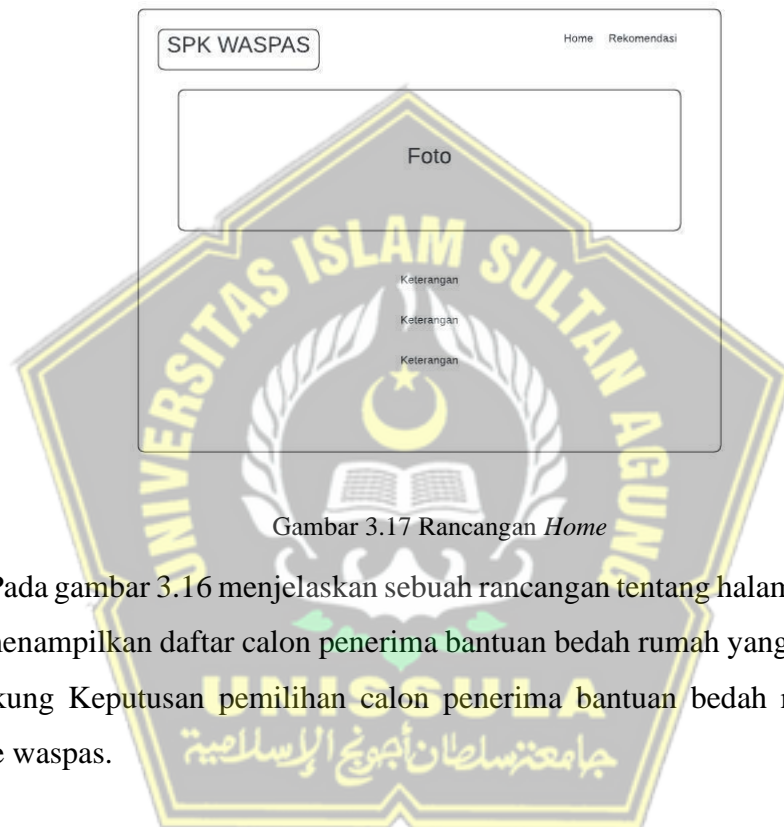 SPK WASPAS
Home Rekomendasi
Foto
Keterangan
Keterangan
Keterangan
UNIVERSITAS ISLAM SULTAN AGUNG
Gambar 3.17 Rancangan Home
Pada gambar 3.16 menjelaskan sebuah rancangan tentang halam
nenampilkan daftar calon penerima bantuan bedah rumah yang
kung Keputusan pemilihan calon penerima bantuan bedah r
e waspas.
UNISSULA
جامعة سلطان أجونج الإسلامية